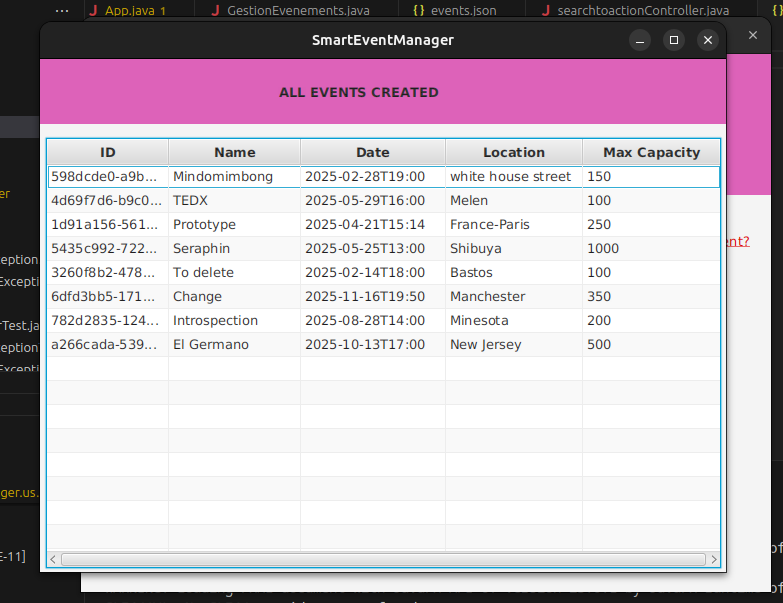 ... J App.java 1 J GestionEvenements.java {} events.json J searchtoactionController.java
SmartEventManager
ALL EVENTS CREATED
ID Name Date Location Max Capacity
598dcde0-a9b... Mindomimbong 2025-02-28T19:00 white house street 150
4d69f7d6-b9c0... TEDX 2025-05-29T16:00 Melen 100
1d91a156-561... Prototype 2025-04-21T15:14 France-Paris 250
5435c992-722... Seraphin 2025-05-25T13:00 Shibuya 1000
3260f8b2-478... To delete 2025-02-14T18:00 Bastos 100
6dfd3bb5-171... Change 2025-11-16T19:50 Manchester 350
782d2835-124... Introspection 2025-08-28T14:00 Minesota 200
a266cada-539... El Germano 2025-10-13T17:00 New Jersey 500
er
eption
Excepti
rTest.ja
eption
Excepti
ger.us.
E-11]
ent?
of
of